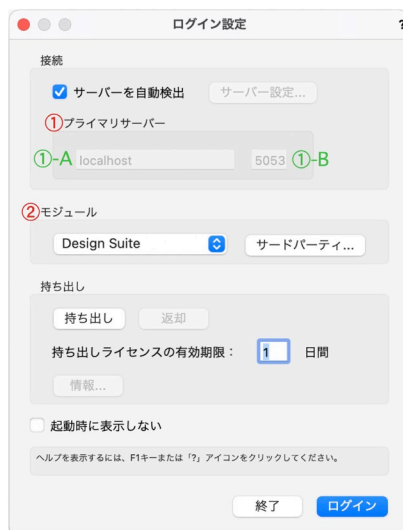 ログイン設定 ?
接続
サーバーを自動検出 サーバー設定...
①プライマリサーバー
①-A localhost 5053 ①-B
②モジュール
Design Suite サードパーティ...
持ち出し
持ち出し 返却
持ち出しライセンスの有効期限： 1 日間
情報...
起動時に表示しない
ヘルプを表示するには、F1キーまたは「?」アイコンをクリックしてください。
終了 ログイン